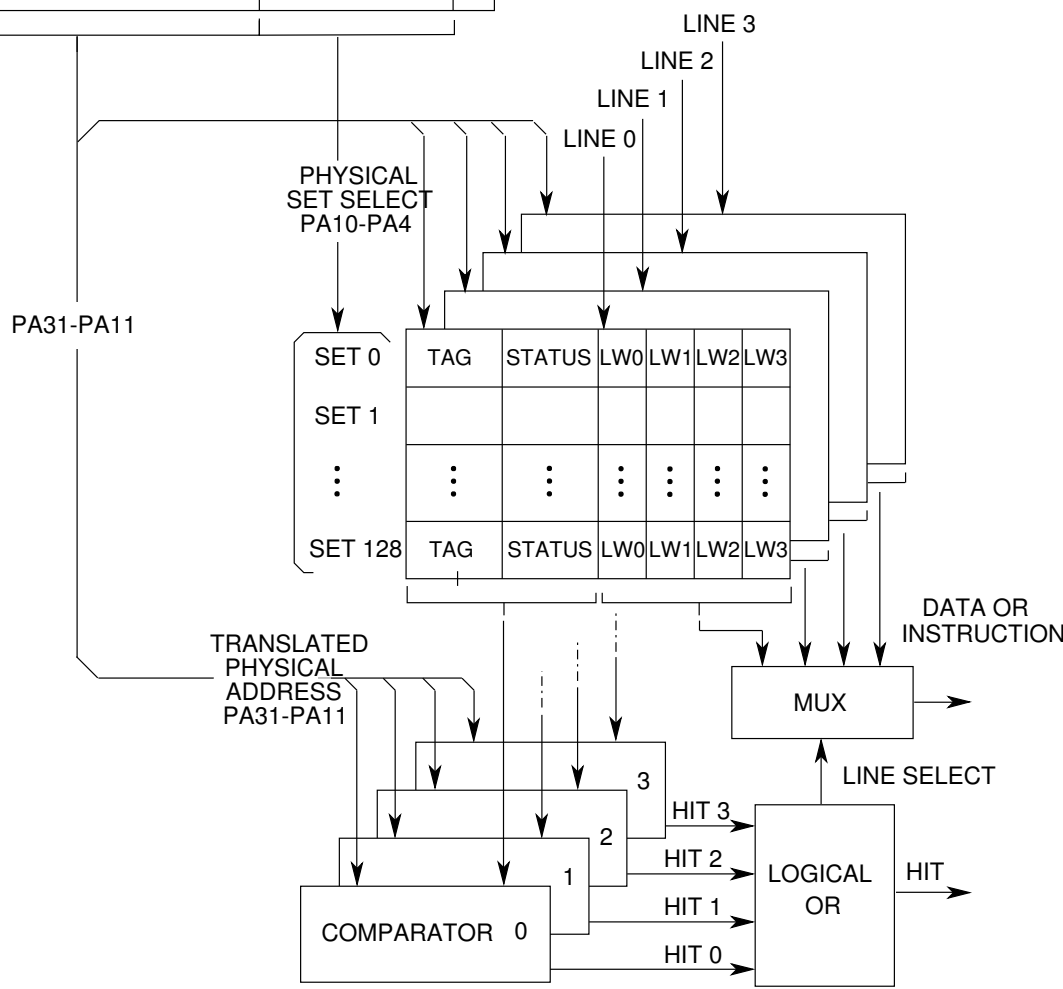 LINE 3
LINE 2
LINE 1
LINE 0
PHYSICAL
SET SELECT
PA10-PA4
PA31-PA11
SET 0
TAG
STATUS
LW0
LW1
LW2
LW3
SET 1
SET 128
TAG
STATUS
LW0
LW1
LW2
LW3
DATA OR
INSTRUCTION
TRANSLATED
PHYSICAL
ADDRESS
PA31-PA11
MUX
LINE SELECT
3
2
1
COMPARATOR 0
HIT 3
HIT 2
HIT 1
HIT 0
LOGICAL
OR
HIT